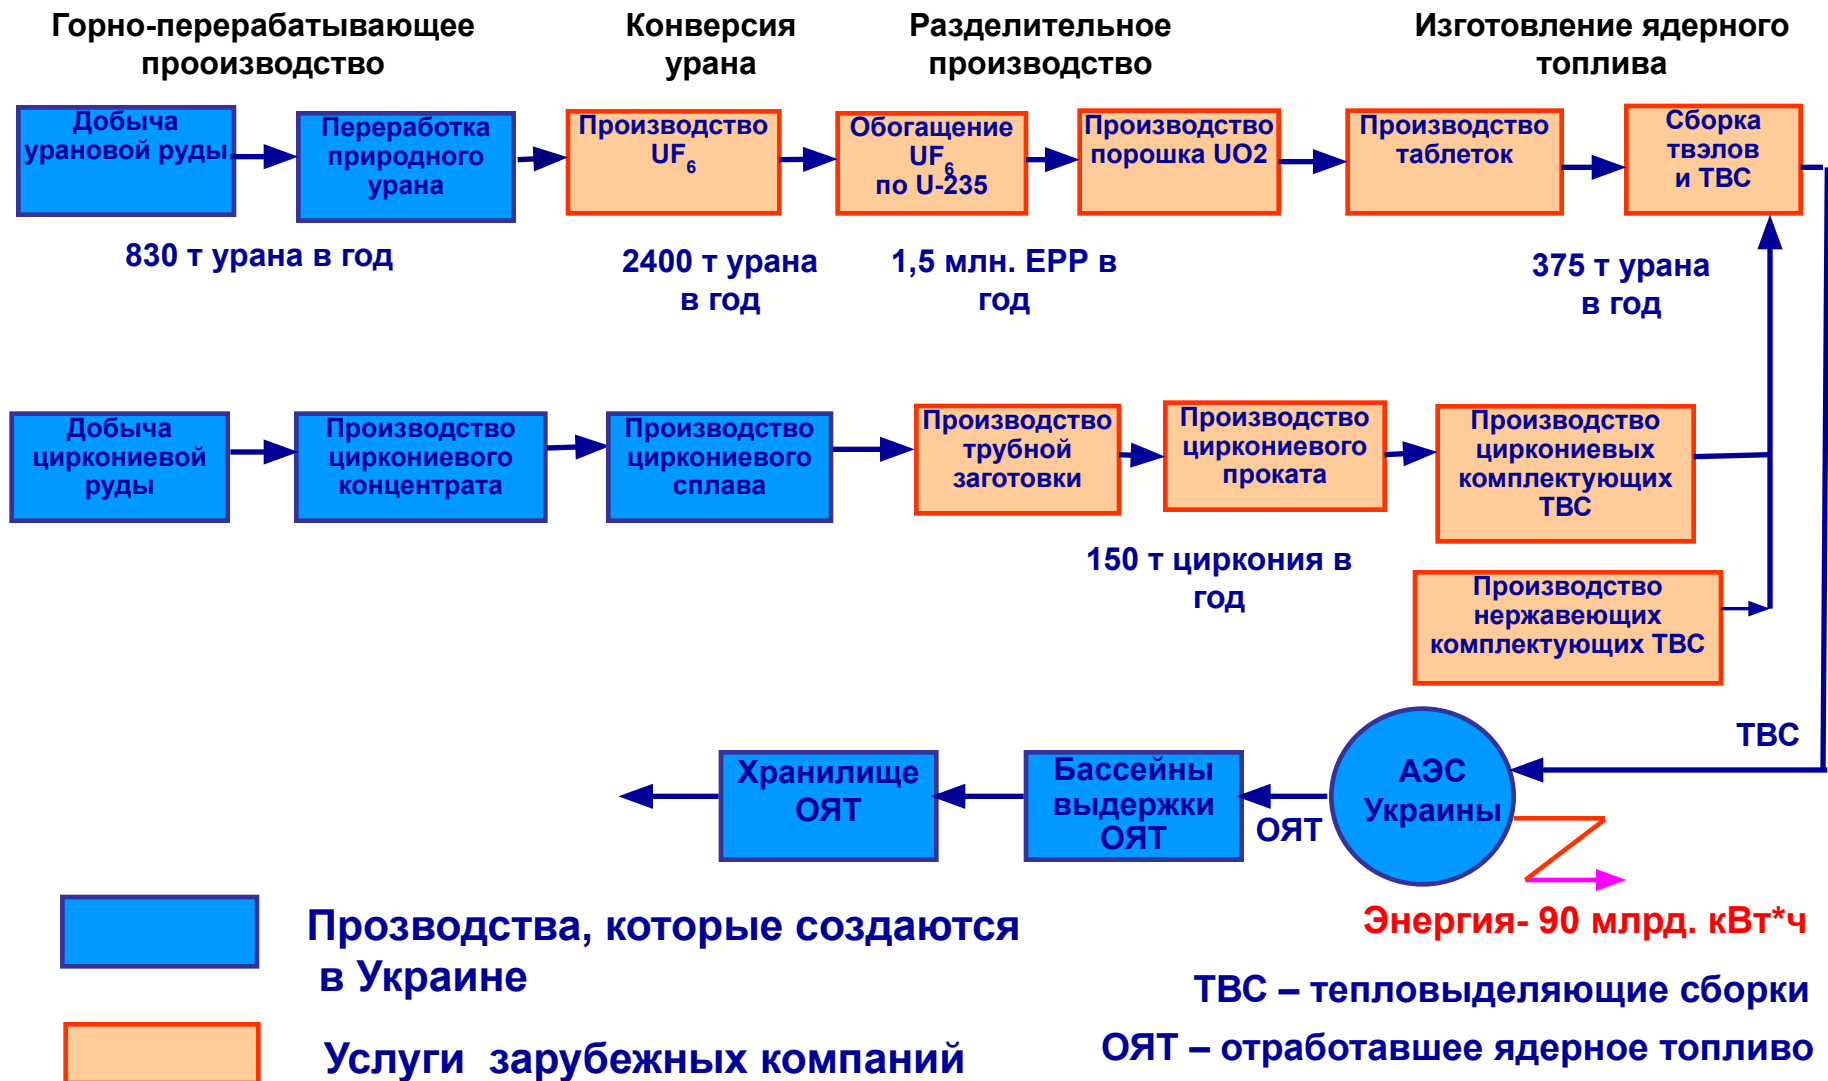 Горно-перерабатывающее
прооизводство
Конверсия
урана
Разделительное
производство
Изготовление ядерного
топлива
Добыча
урановой руды
Переработка
природного
урана
Производство
UF6
Обогащение
UF6
по U-235
Производство
порошка UO2
Производство
таблеток
Сборка
твэлов
и ТВС
830 т урана в год
2400 т урана
в год
1,5 млн. ЕРР в
год
375 т урана
в год
Добыча
циркониевой
руды
Производство
циркониевого
концентрата
Производство
циркониевого
сплава
Производство
трубной
заготовки
Производство
циркониевого
проката
Производство
циркониевых
комплектующих
ТВС
150 т циркония в
год
Производство
нержавеющих
комплектующих ТВС
ТВС
Хранилище
ОЯТ
Бассейны
выдержки
ОЯТ
ОЯТ
АЭС
Украины
Энергия- 90 млрд. кВт*ч
Прозводства, которые создаются
в Украине
Услуги зарубежных компаний
ТВС – тепловыделяющие сборки
ОЯТ – отработавшее ядерное топливо